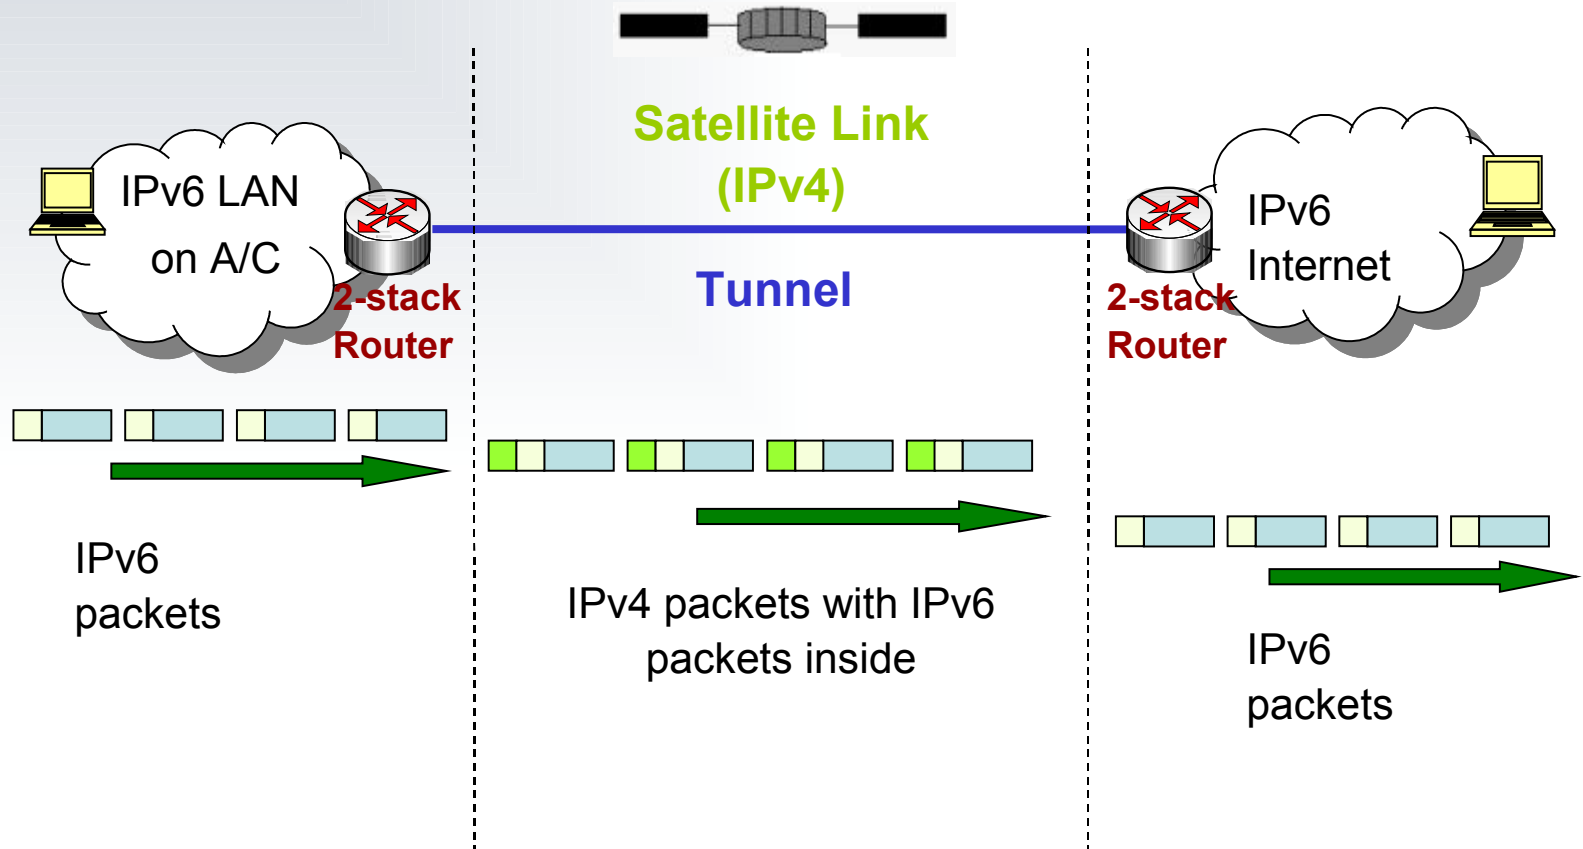 Satellite Link
(IPv4)
IPv6 LAN
on A/C
2-stack
Router
Tunnel
2-stack
Router
IPv6
Internet
IPv6
packets
IPv4 packets with IPv6
packets inside
IPv6
packets